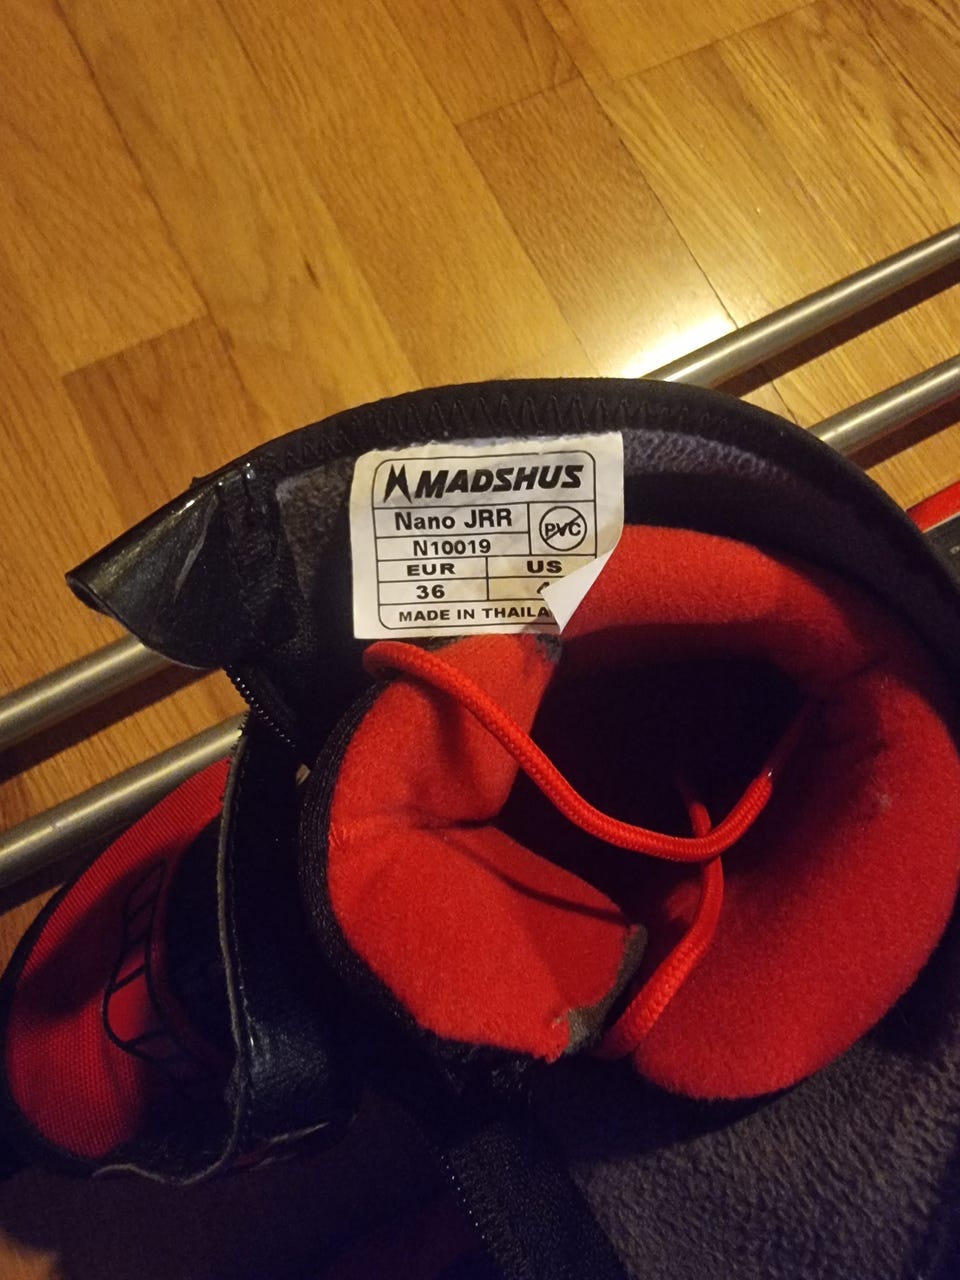 MADSHUS
Nano JRR
PVC
N10019
EUR US
36
MADE IN THAILA